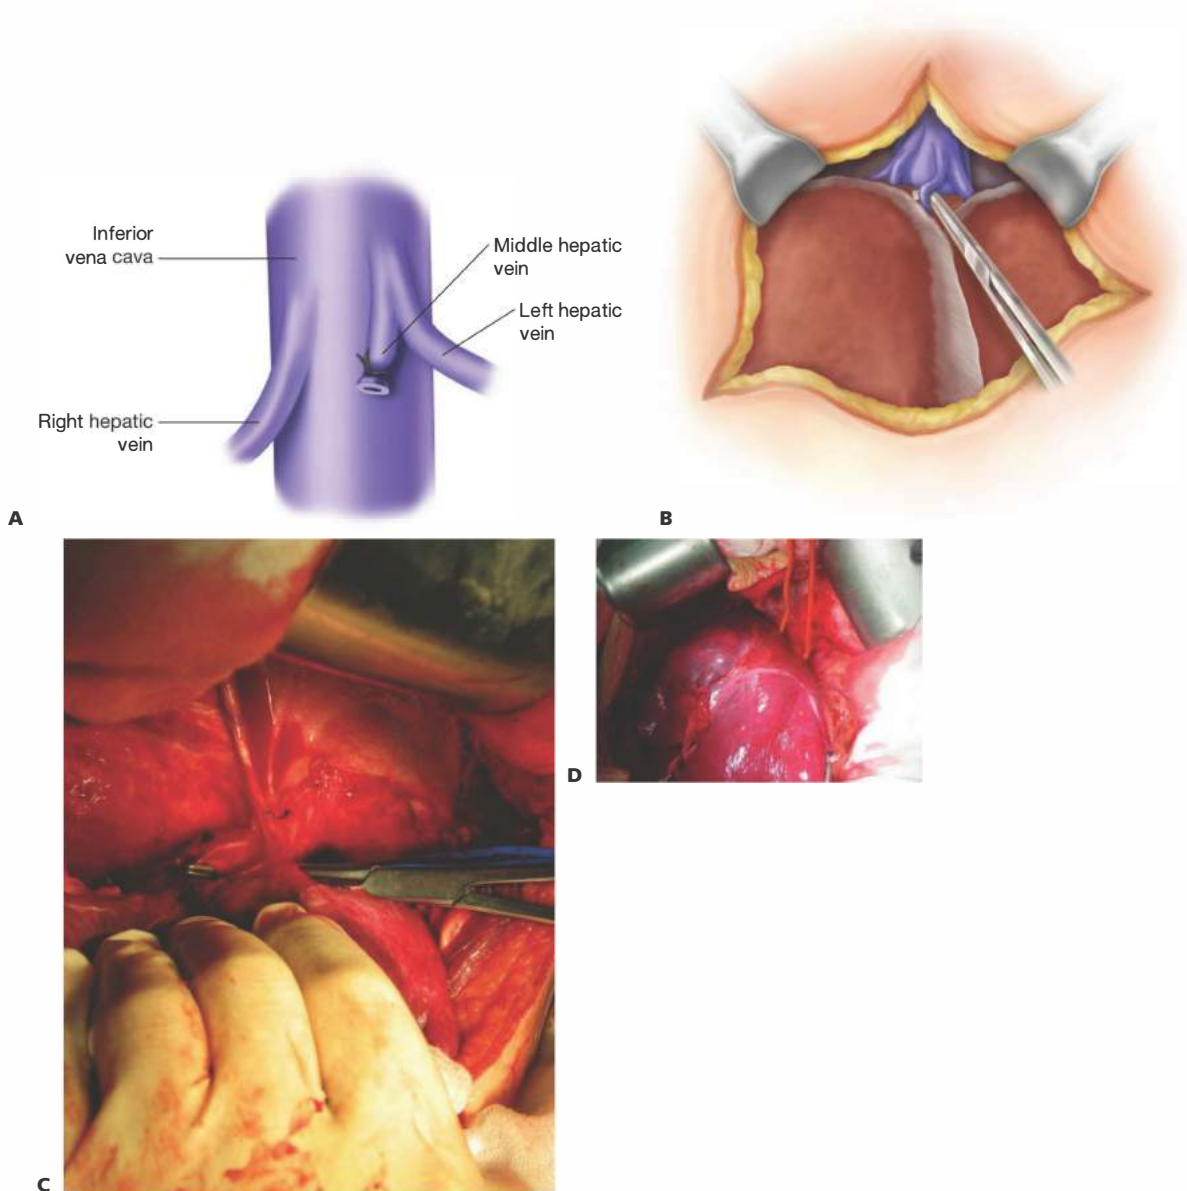 Inferior
vena cava
Middle hepatic
vein
Left hepatic
vein
Right hepatic
vein
A
B
D
C